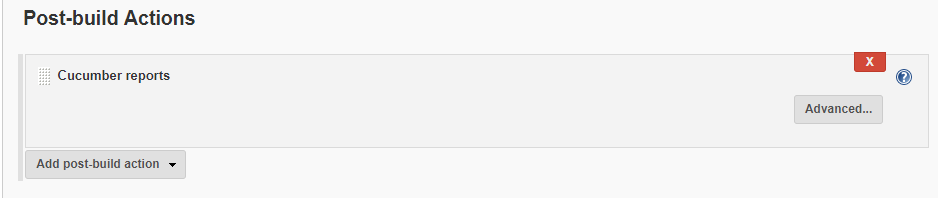 Post-build Actions
X
Cucumber reports
?
Advanced...
Add post-build action